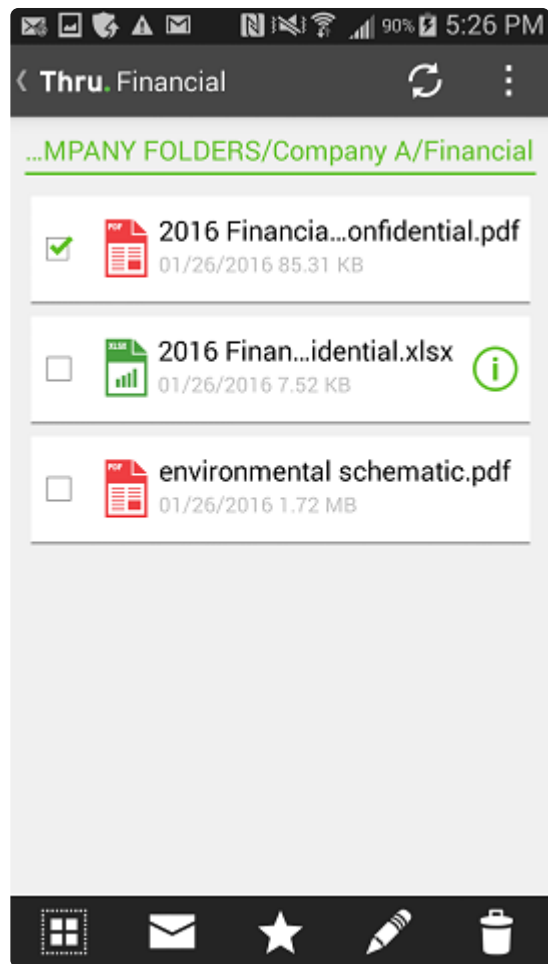 90% 5:26 PM
Thru. Financial
...MPANY FOLDERS/Company A/Financial
PDF
2016 Financia...onfidential.pdf
01/26/2016 85.31 KB
XLSX
2016 Finan...idential.xlsx
01/26/2016 7.52 KB
i
PDF
environmental schematic.pdf
01/26/2016 1.72 MB